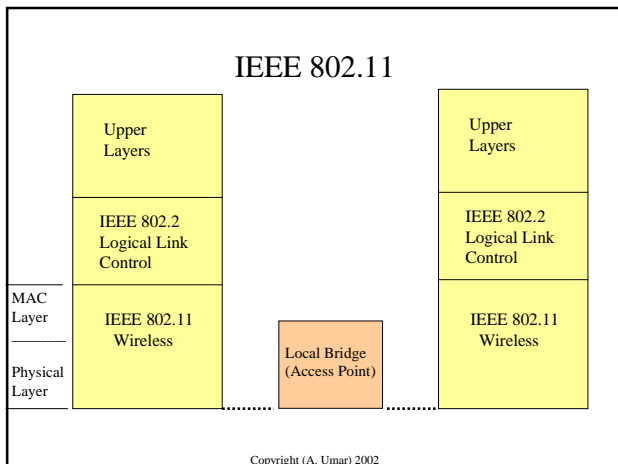 IEEE 802.11
Upper
Layers
IEEE 802.2
Logical Link
Control
MAC
Layer
Physical
Layer
IEEE 802.11
Wireless
Local Bridge
(Access Point)
Upper
Layers
IEEE 802.2
Logical Link
Control
IEEE 802.11
Wireless
Copyright (A. Umar) 2002